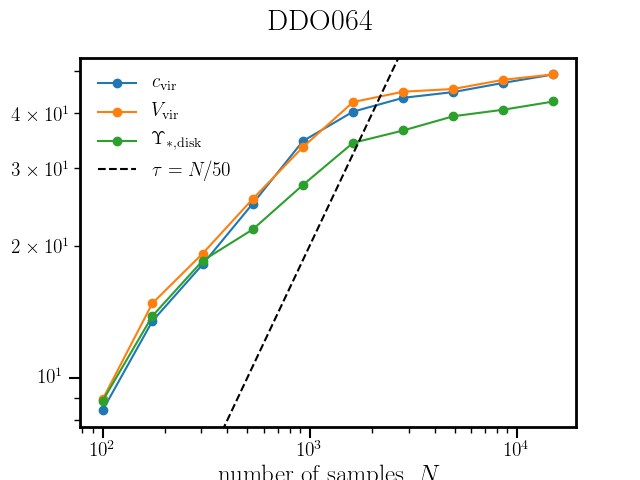 DDO064
c_vir
V_vir
Υ_{*,disk}
τ = N/50
4 × 10^1
3 × 10^1
2 × 10^1
10^1
10^2 10^3 10^4
number of samples, N